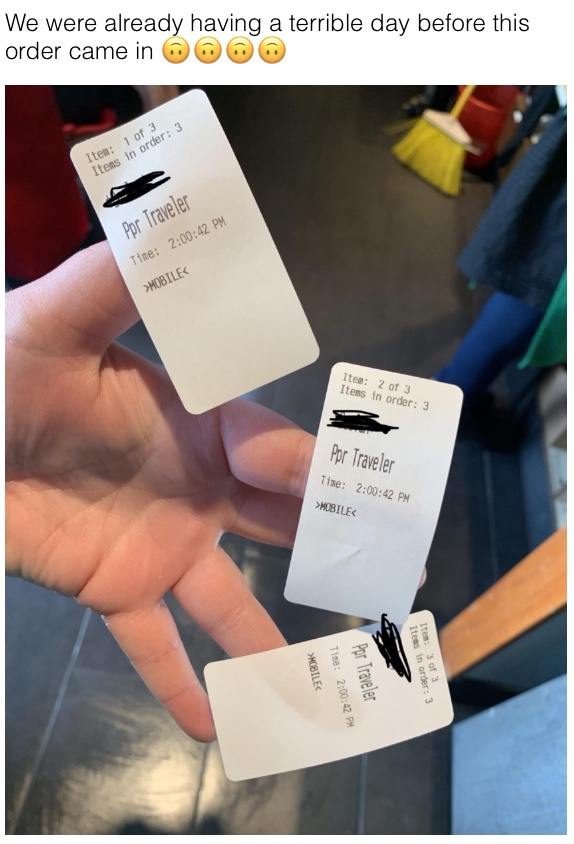 We were already having a terrible day before this
order came in 🙃🙃🙃🙃
Item: 1 of 3
Items in order: 3
Ppr Traveler
Time: 2:00:42 PM
>MOBILE<
Item: 2 of 3
Items in order: 3
Ppr Traveler
Time: 2:00:42 PM
>MOBILE<
Item: 3 of 3
Items in order: 3
Ppr Traveler
Time: 2:00:42 PM
>MOBILE<